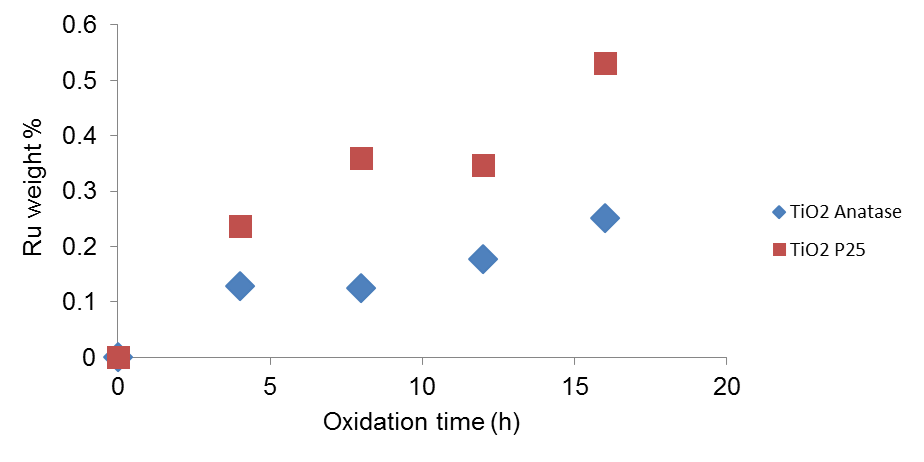 0.6
0.5
0.4
0.3
0.2
0.1
0
Ru weight %
0 5 10 15 20
Oxidation time (h)
TiO2 Anatase
TiO2 P25